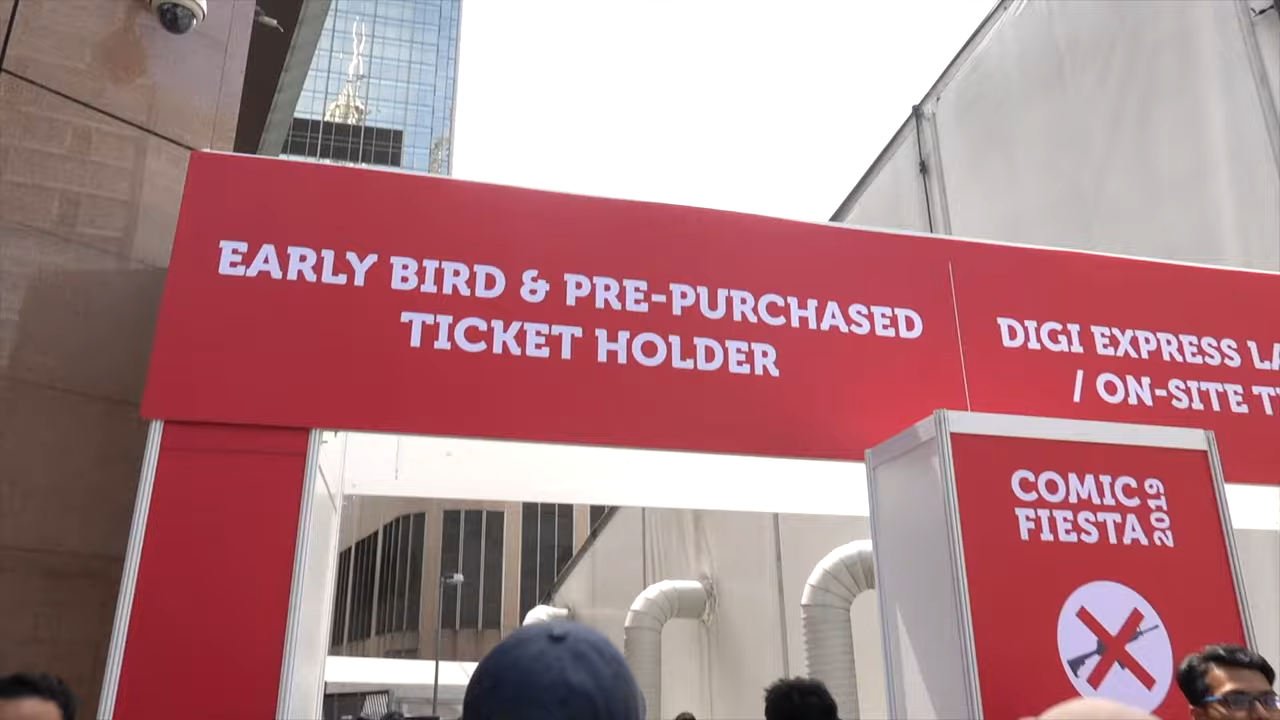 EARLY BIRD & PRE-PURCHASED
TICKET HOLDER
DIGI EXPRESS
/ ON-SITE
COMIC
FIESTA
2019